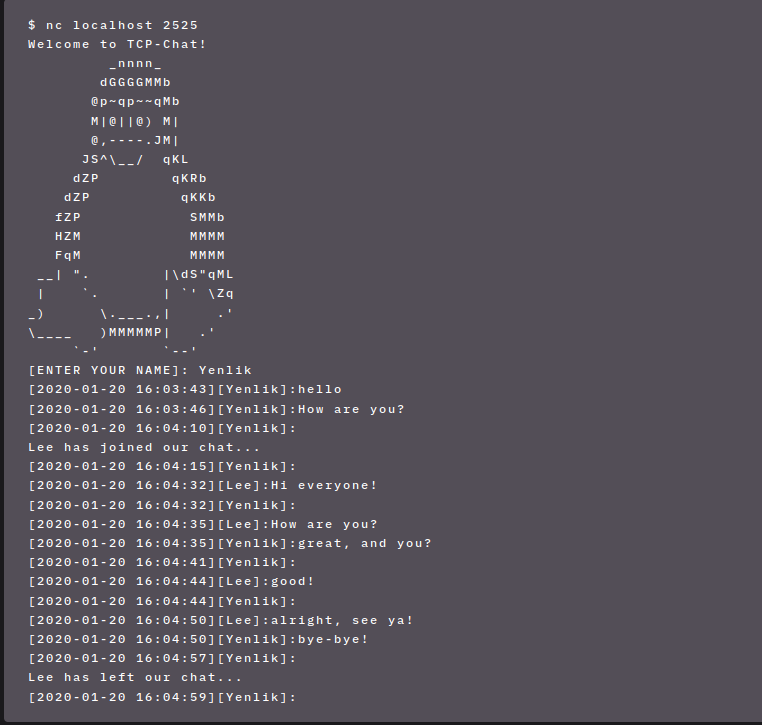 $ nc localhost 2525
Welcome to TCP-Chat!
         _nnnn_
        dGGGGMMb
       @p~qp~~qMb
       M|@||@) M|
       @,----.JM|
      JS^\__/  qKL
     dZP        qKRb
    dZP          qKKb
   fZP            SMMb
   HZM            MMMM
   FqM            MMMM
 __| ".        |\dS"qML
 |    `.       | `' \Zq
_)      \.___.,|     .'
\____   )MMMMMP|   .'
     `-'       `--'
[ENTER YOUR NAME]: Yenlik
[2020-01-20 16:03:43][Yenlik]:hello
[2020-01-20 16:03:46][Yenlik]:How are you?
[2020-01-20 16:04:10][Yenlik]:
Lee has joined our chat...
[2020-01-20 16:04:15][Yenlik]:
[2020-01-20 16:04:32][Lee]:Hi everyone!
[2020-01-20 16:04:32][Yenlik]:
[2020-01-20 16:04:35][Lee]:How are you?
[2020-01-20 16:04:35][Yenlik]:great, and you?
[2020-01-20 16:04:41][Yenlik]:
[2020-01-20 16:04:44][Lee]:good!
[2020-01-20 16:04:44][Yenlik]:
[2020-01-20 16:04:50][Lee]:alright, see ya!
[2020-01-20 16:04:50][Yenlik]:bye-bye!
[2020-01-20 16:04:57][Yenlik]:
Lee has left our chat...
[2020-01-20 16:04:59][Yenlik]: